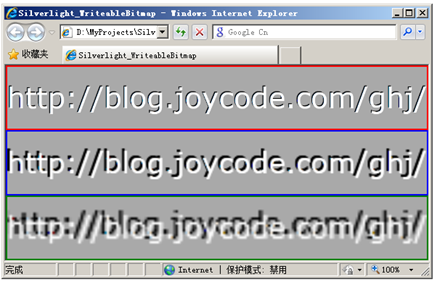 Silverlight_WriteableBitmap - Windows Internet Explorer
D:\MyProjects\Silv
Google Cn
收藏夹
Silverlight_WriteableBitmap
http://blog.joycode.com/ghj/
http://blog.joycode.com/ghj/
http://blog.joycode.com/ghj/
完成
Internet | 保护模式: 禁用
100%